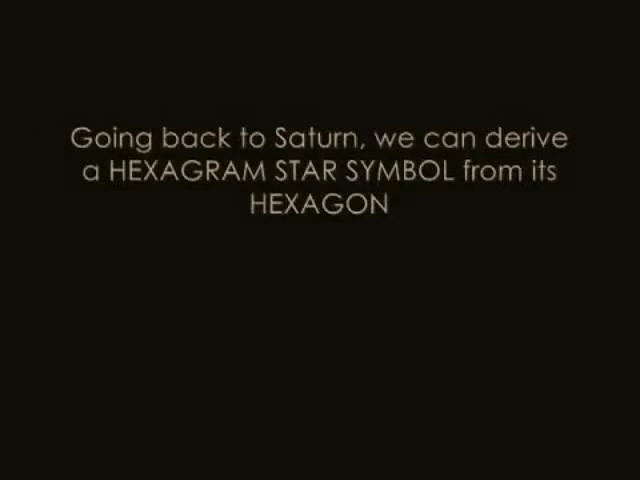 Going back to Saturn, we can derive
a HEXAGRAM STAR SYMBOL from its
HEXAGON